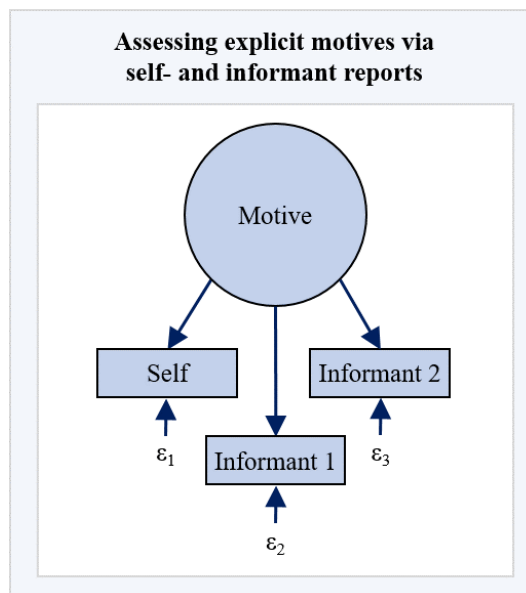 Assessing explicit motives via
self- and informant reports
Motive
Self
Informant 2
ε₁
Informant 1
ε₃
ε₂